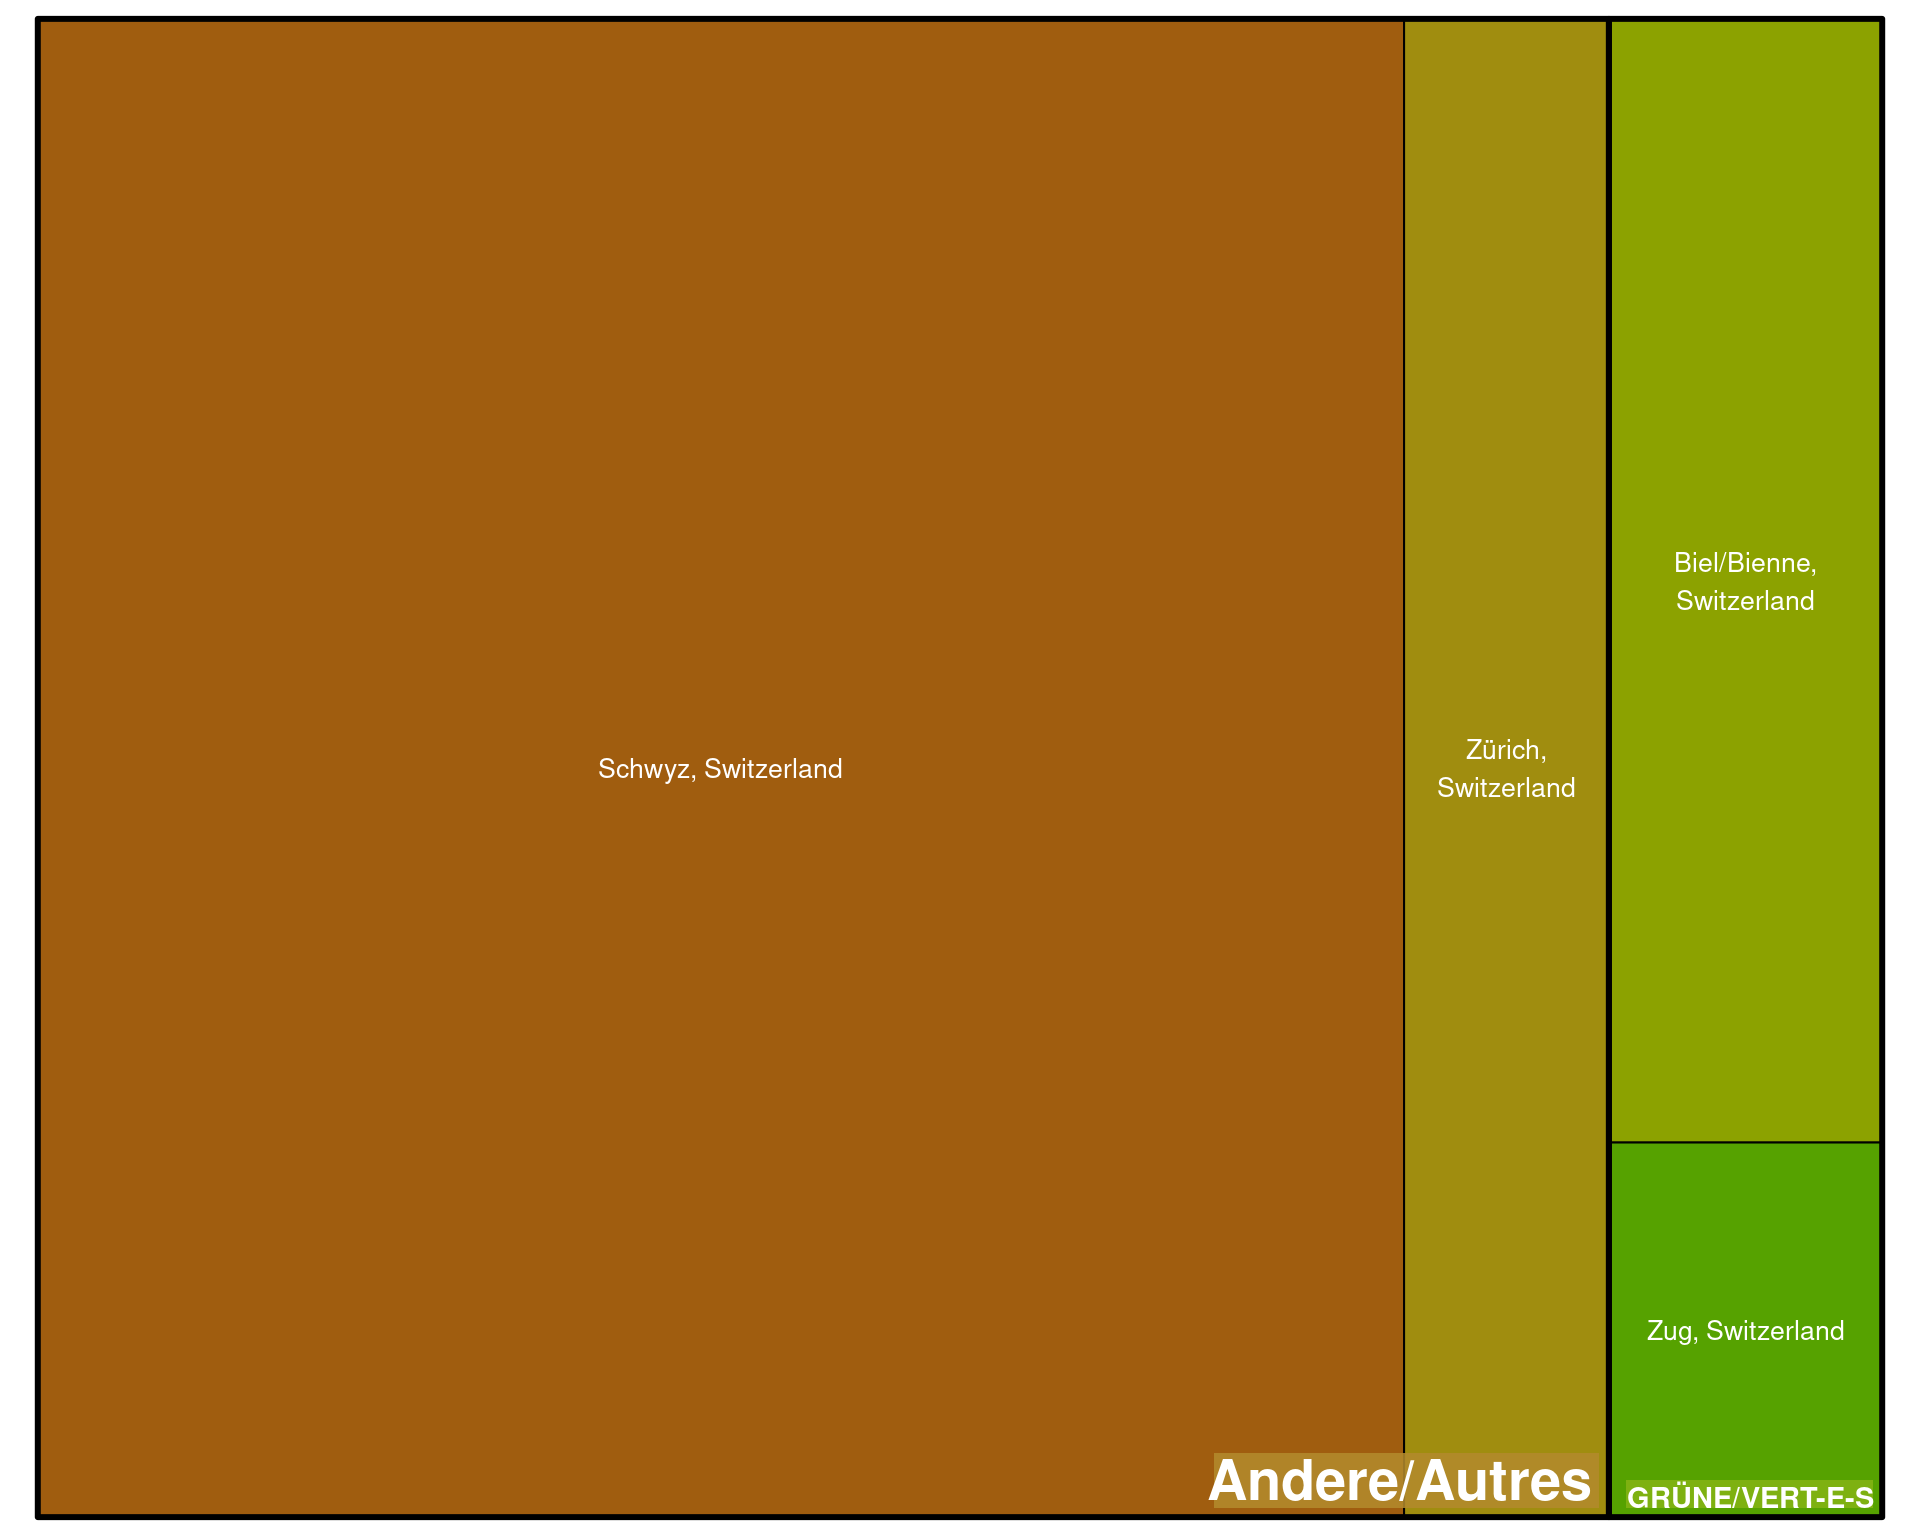 Schwyz, Switzerland
Zürich,
Switzerland
Biel/Bienne,
Switzerland
Zug, Switzerland
Andere/Autres
GRÜNE/VERT-E-S